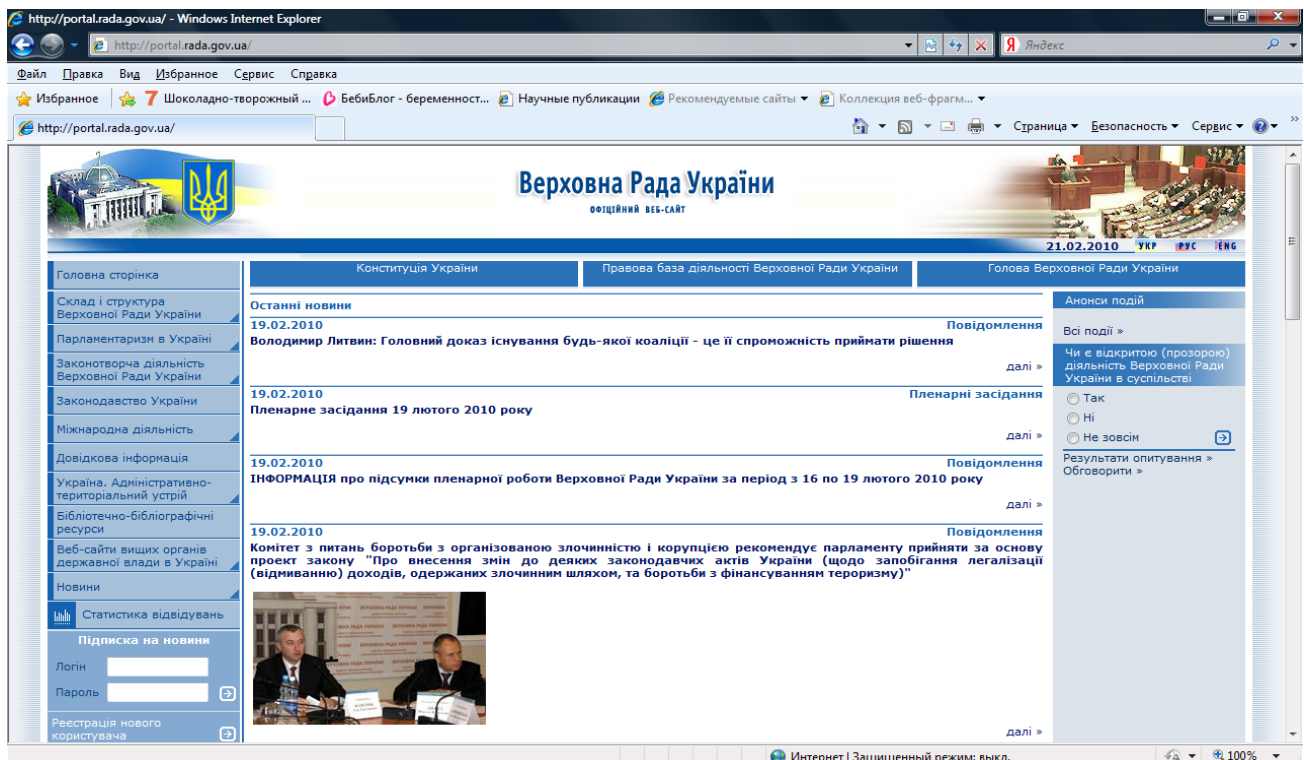 http://portal.rada.gov.ua/ - Windows Internet Explorer
http://portal.rada.gov.ua/
Яндекс
Файл Правка Вид Избранное Сервис Справка
Избранное
7 Шоколадно-творожный ...
БебиБлог - беременност...
Научные публикации
Рекомендуемые сайты
Коллекция веб-фрагм...
http://portal.rada.gov.ua/
Страница Безопасность Сервис
Верховна Рада України
ОФІЦІЙНИЙ ВЕБ-САЙТ
21.02.2010 УКР РУС ENG
Головна сторінка
Склад і структура
Верховної Ради України
Парламентаризм в Україні
Законотворча діяльність
Верховної Ради України
Законодавство України
Міжнародна діяльність
Довідкова інформація
Україна. Адміністративно-
територіальний устрій
Бібліотечно-бібліографічні
ресурси
Веб-сайти вищих органів
державної влади в Україні
Новини
Статистика відвідувань
Підписка на новини
Логін
Пароль
Реєстрація нового
користувача
Конституція України
Правова база діяльності Верховної Ради України
Голова Верховної Ради України
Останні новини
19.02.2010 Повідомлення
Володимир Литвин: Головний доказ існування будь-якої коаліції - це її спроможність приймати рішення
далі »
19.02.2010 Пленарні засідання
Пленарне засідання 19 лютого 2010 року
далі »
19.02.2010 Повідомлення
ІНФОРМАЦІЯ про підсумки пленарної роботи Верховної Ради України за період з 16 по 19 лютого 2010 року
далі »
19.02.2010 Повідомлення
Комітет з питань боротьби з організованою злочинністю і корупцією рекомендує парламенту прийняти за основу
проект закону "Про внесення змін до деяких законодавчих актів України (щодо запобігання легалізації
(відмиванню) доходів, одержаних злочинним шляхом, та боротьби з фінансуванням тероризму)"
далі »
Анонси подій
Всі події »
Чи є відкритою (прозорою)
діяльність Верховної Ради
України в суспільстві
Так
Ні
Не зовсім
Результати опитування »
Обговорити »
Интернет | Защищенный режим: выкл.
100%